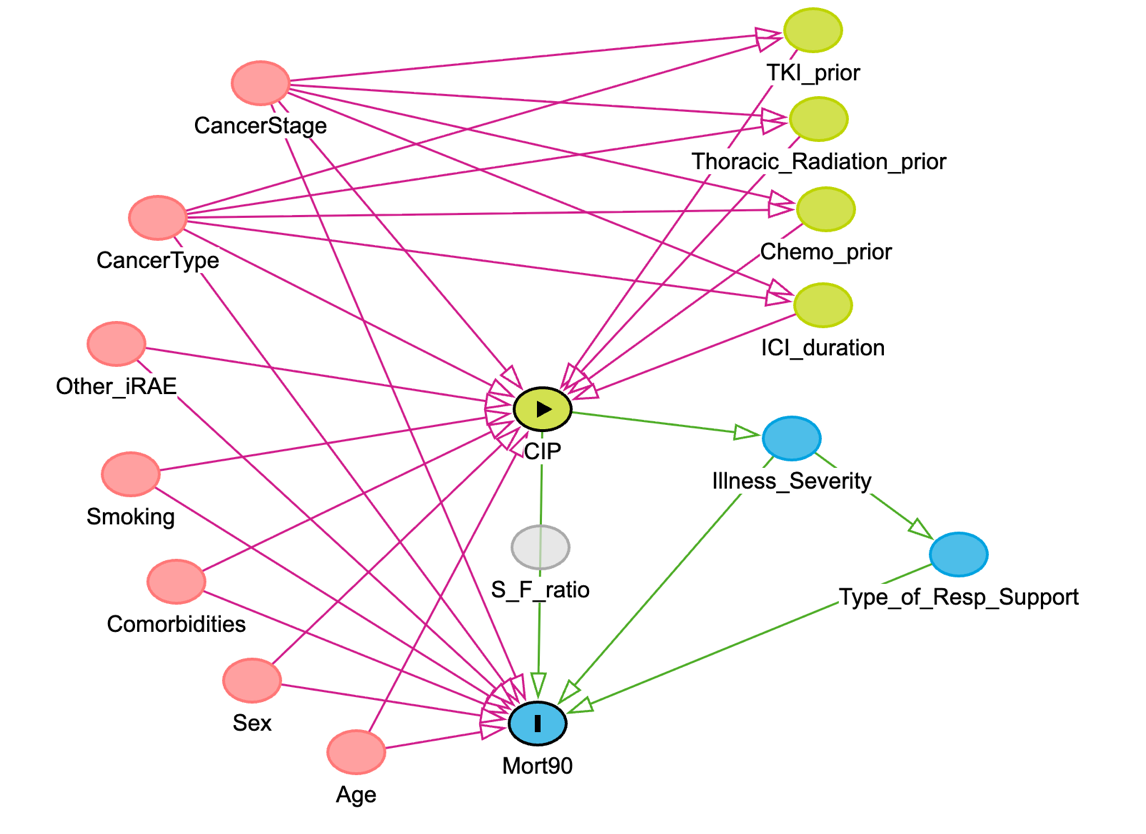 TKI_prior
CancerStage
Thoracic_Radiation_prior
Chemo_prior
CancerType
ICI_duration
Other_iRAE
CIP
Illness_Severity
Smoking
S_F_ratio
Type_of_Resp_Support
Comorbidities
Sex
Mort90
Age